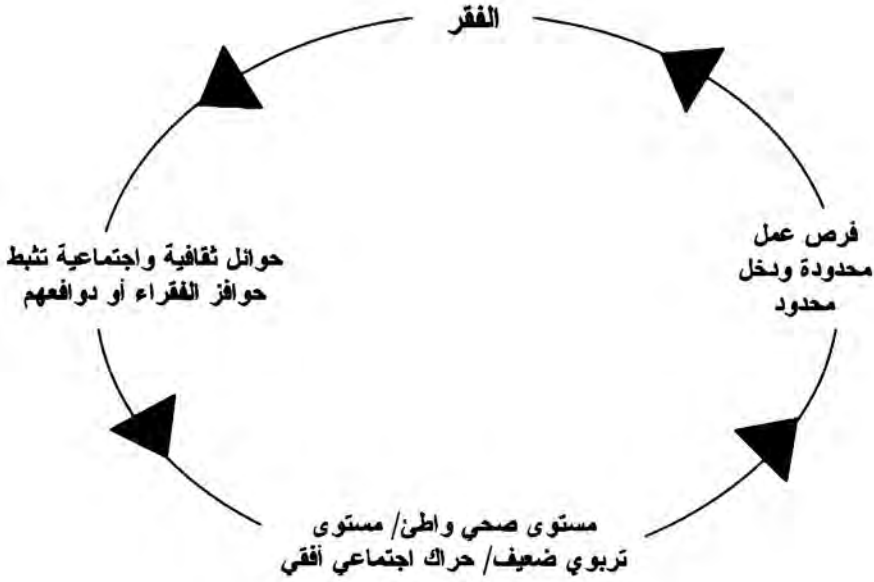 الفقر
فرص عمل
محدودة ودخل
محدود
حوائل ثقافية واجتماعية تثبط
حوافز الفقراء أو دوافعهم
مستوى صحي واطئ/ مستوى
تربوي ضعيف/ حراك اجتماعي أفقي